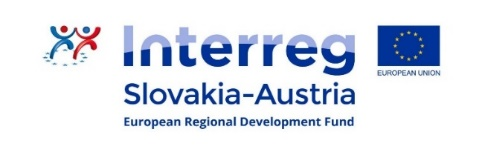 Interreg
EUROPEAN UNION
Slovakia-Austria
European Regional Development Fund